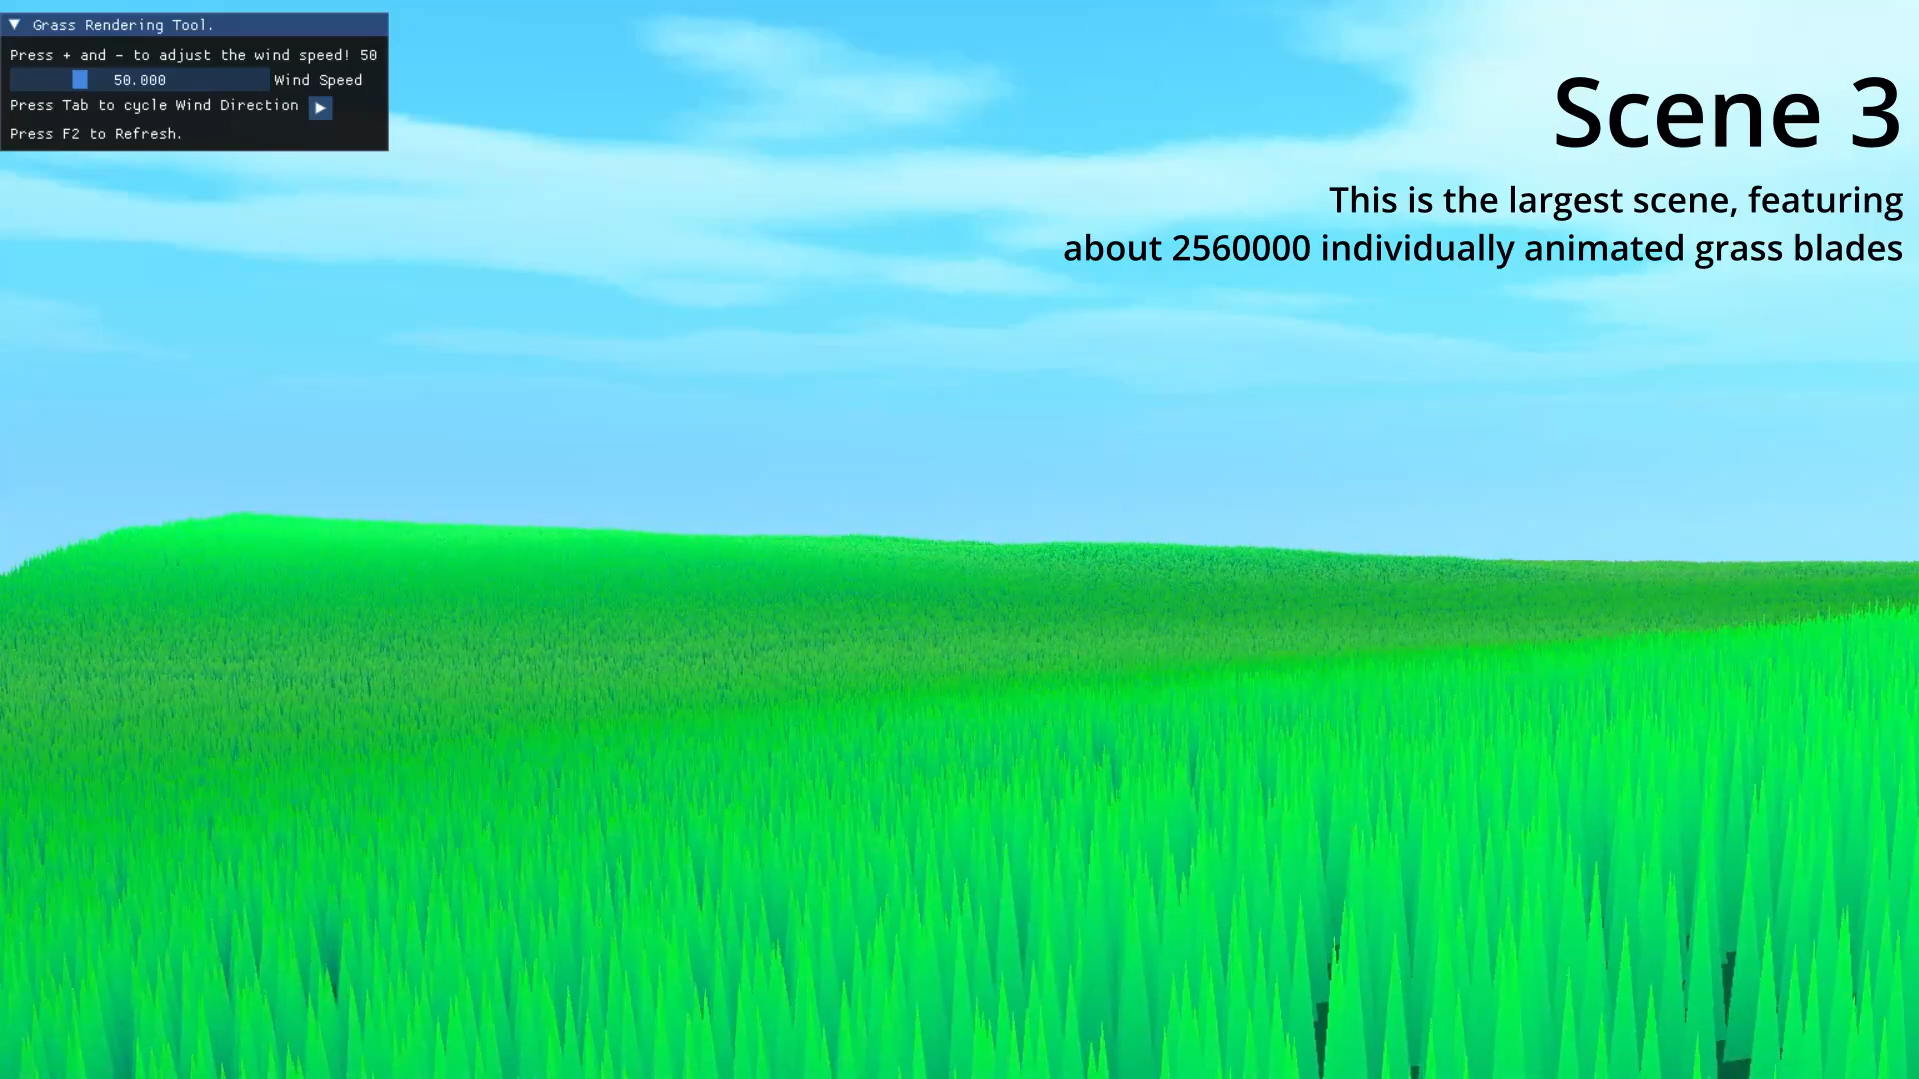 Grass Rendering Tool.
Press + and - to adjust the wind speed! 50
50.000 Wind Speed
Press Tab to cycle Wind Direction
Press F2 to Refresh.
Scene 3
This is the largest scene, featuring
about 2560000 individually animated grass blades